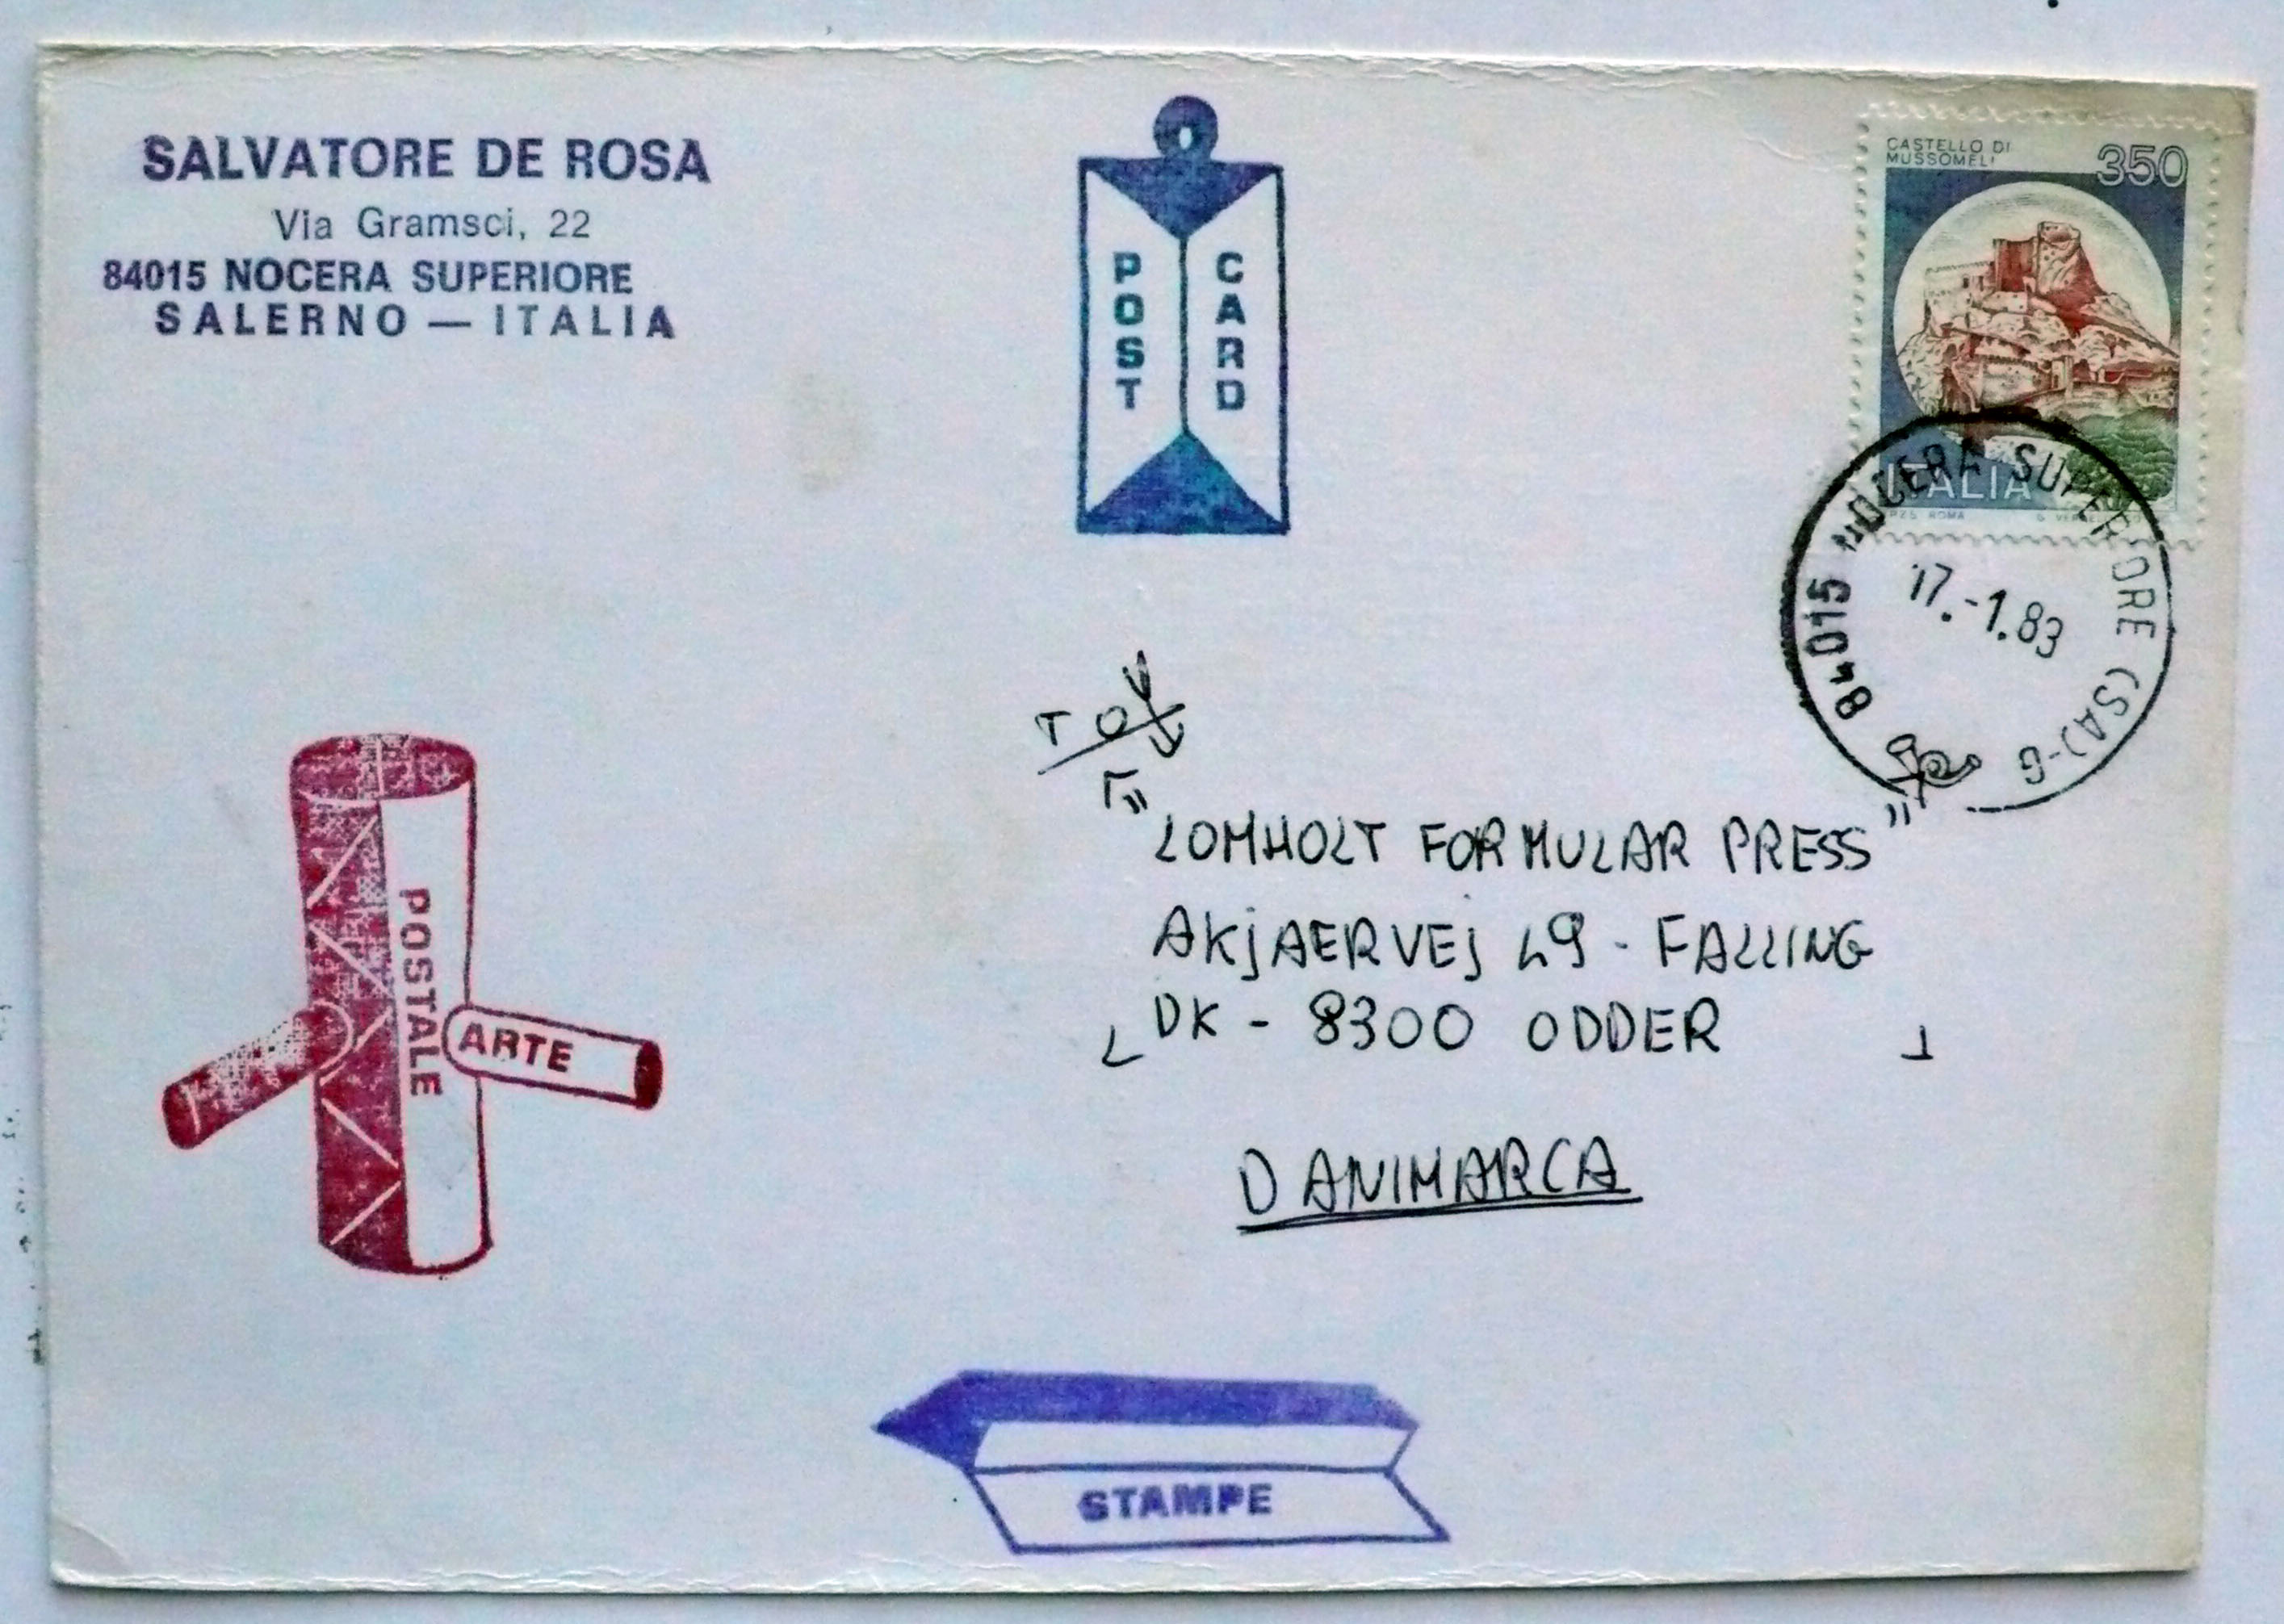 SALVATORE DE ROSA
Via Gramsci, 22
84015 NOCERA SUPERIORE
SALERNO — ITALIA
POST
CARD
CASTELLO DI
MUSSOMELI
350
ITALIA
ROMA
84015 NOCERA SUPERIORE (SA)-G
17.-1.83
TO
"LOMHOLT FORMULAR PRESS"
AKJAERVEJ 49 - FALLING
DK - 8300 ODDER
DANIMARCA
POSTALE
ARTE
STAMPE